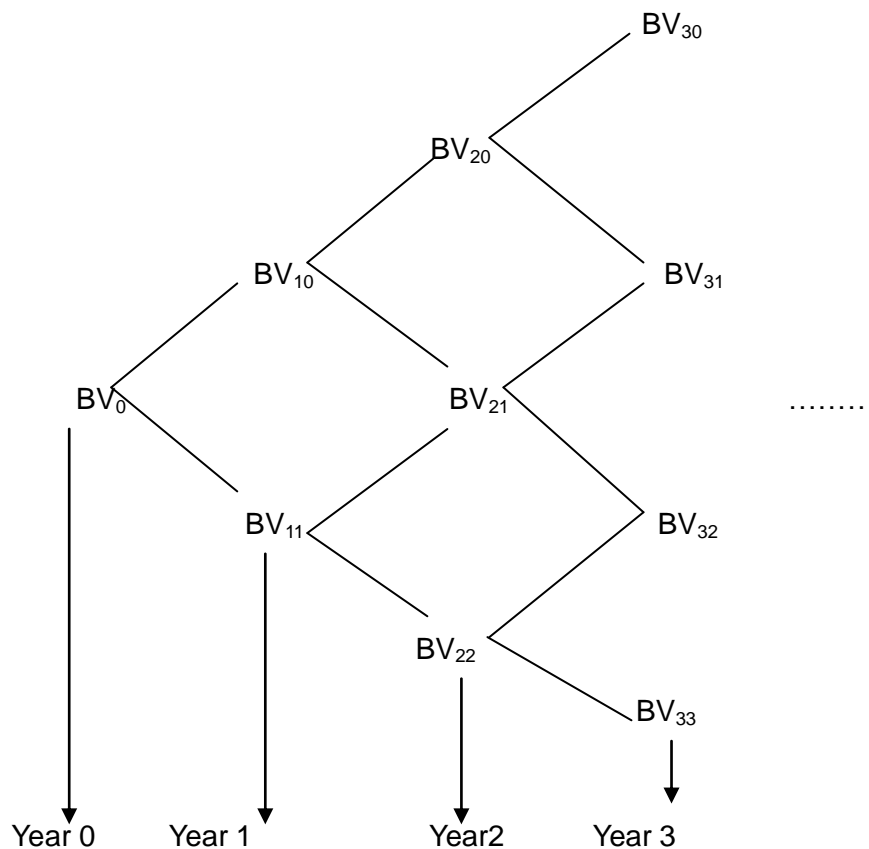 BV₃₀
BV₂₀
BV₁₀
BV₃₁
BV₀
BV₂₁
........
BV₁₁
BV₃₂
BV₂₂
BV₃₃
Year 0 Year 1 Year2 Year 3